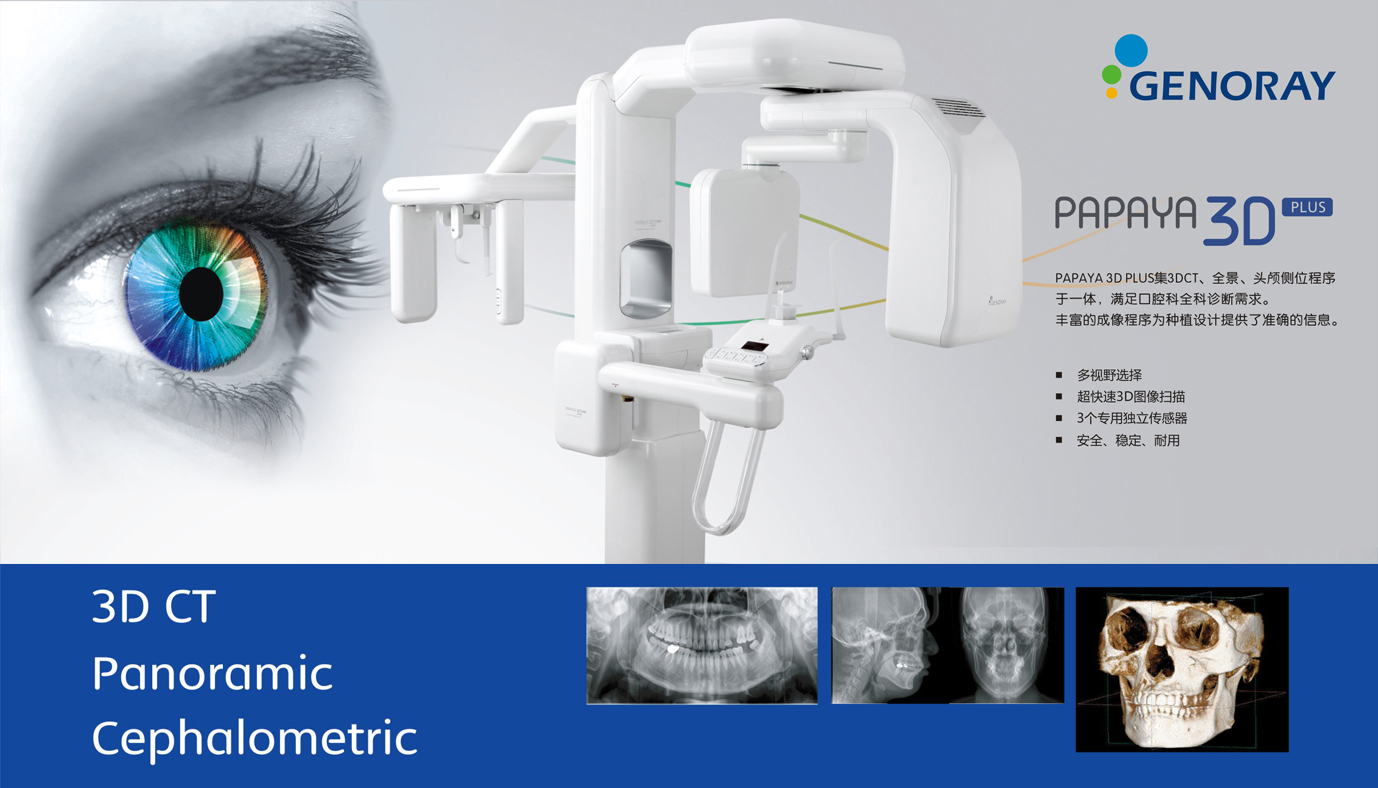 GENORAY
PAPAYA 3D PLUS
PAPAYA 3D PLUS集3DCT、全景、头颅侧位程序
于一体，满足口腔科全科诊断需求。
丰富的成像程序为种植设计提供了准确的信息。
■ 多视野选择
■ 超快速3D图像扫描
■ 3个专用独立传感器
■ 安全、稳定、耐用
3D CT
Panoramic
Cephalometric